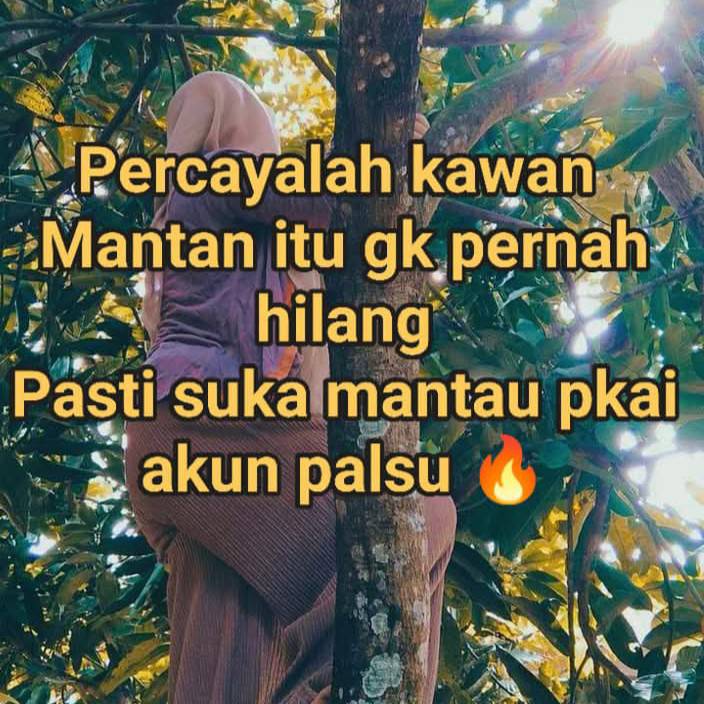 Percayalah kawan
Mantan itu gk pernah
hilang
Pasti suka mantau pkai
akun palsu 🔥